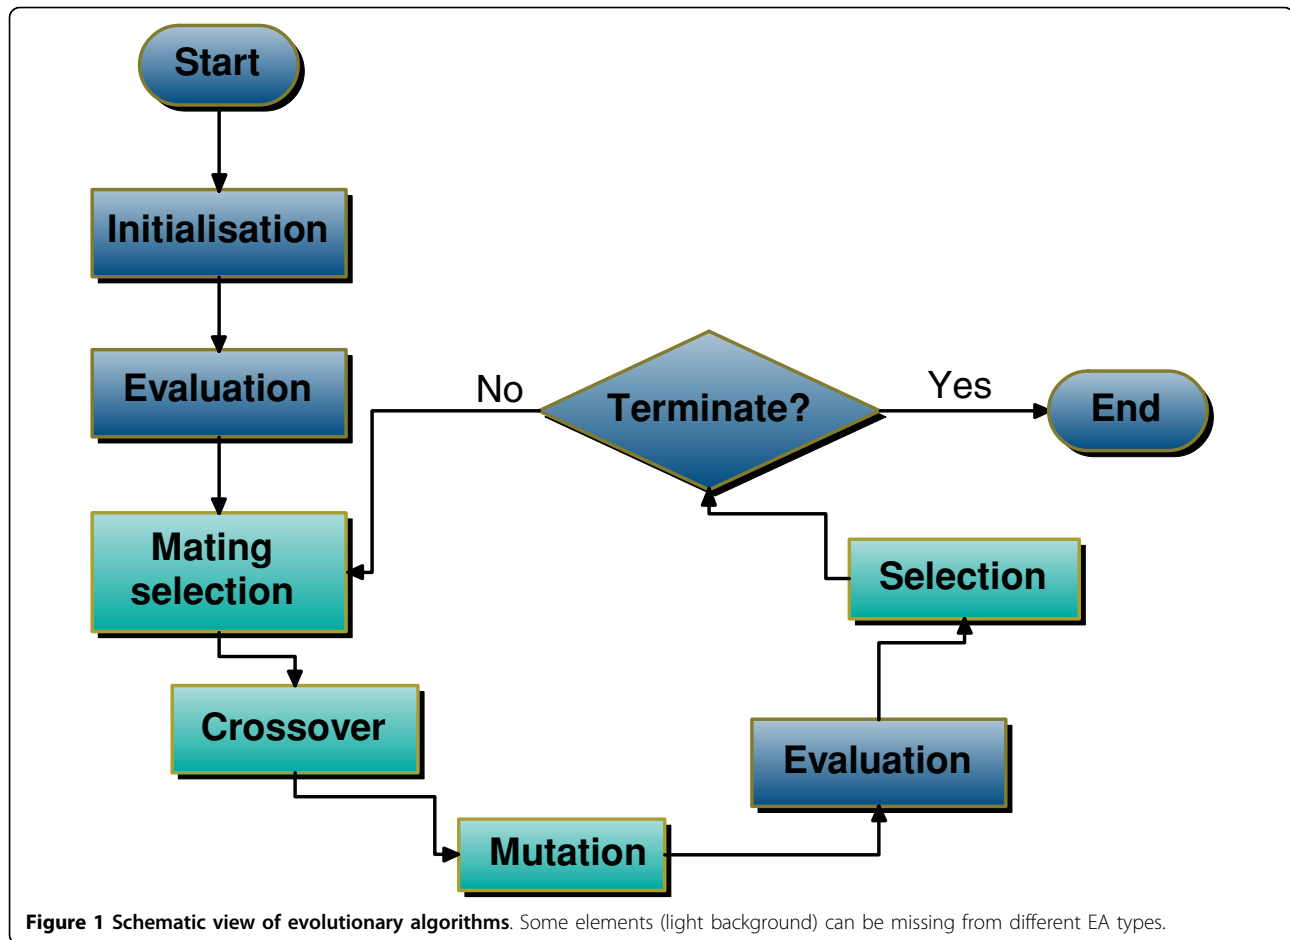 Start
Initialisation
Evaluation
No
Terminate?
Yes
End
Mating
selection
Selection
Crossover
Evaluation
Mutation
Figure 1 Schematic view of evolutionary algorithms. Some elements (light background) can be missing from different EA types.